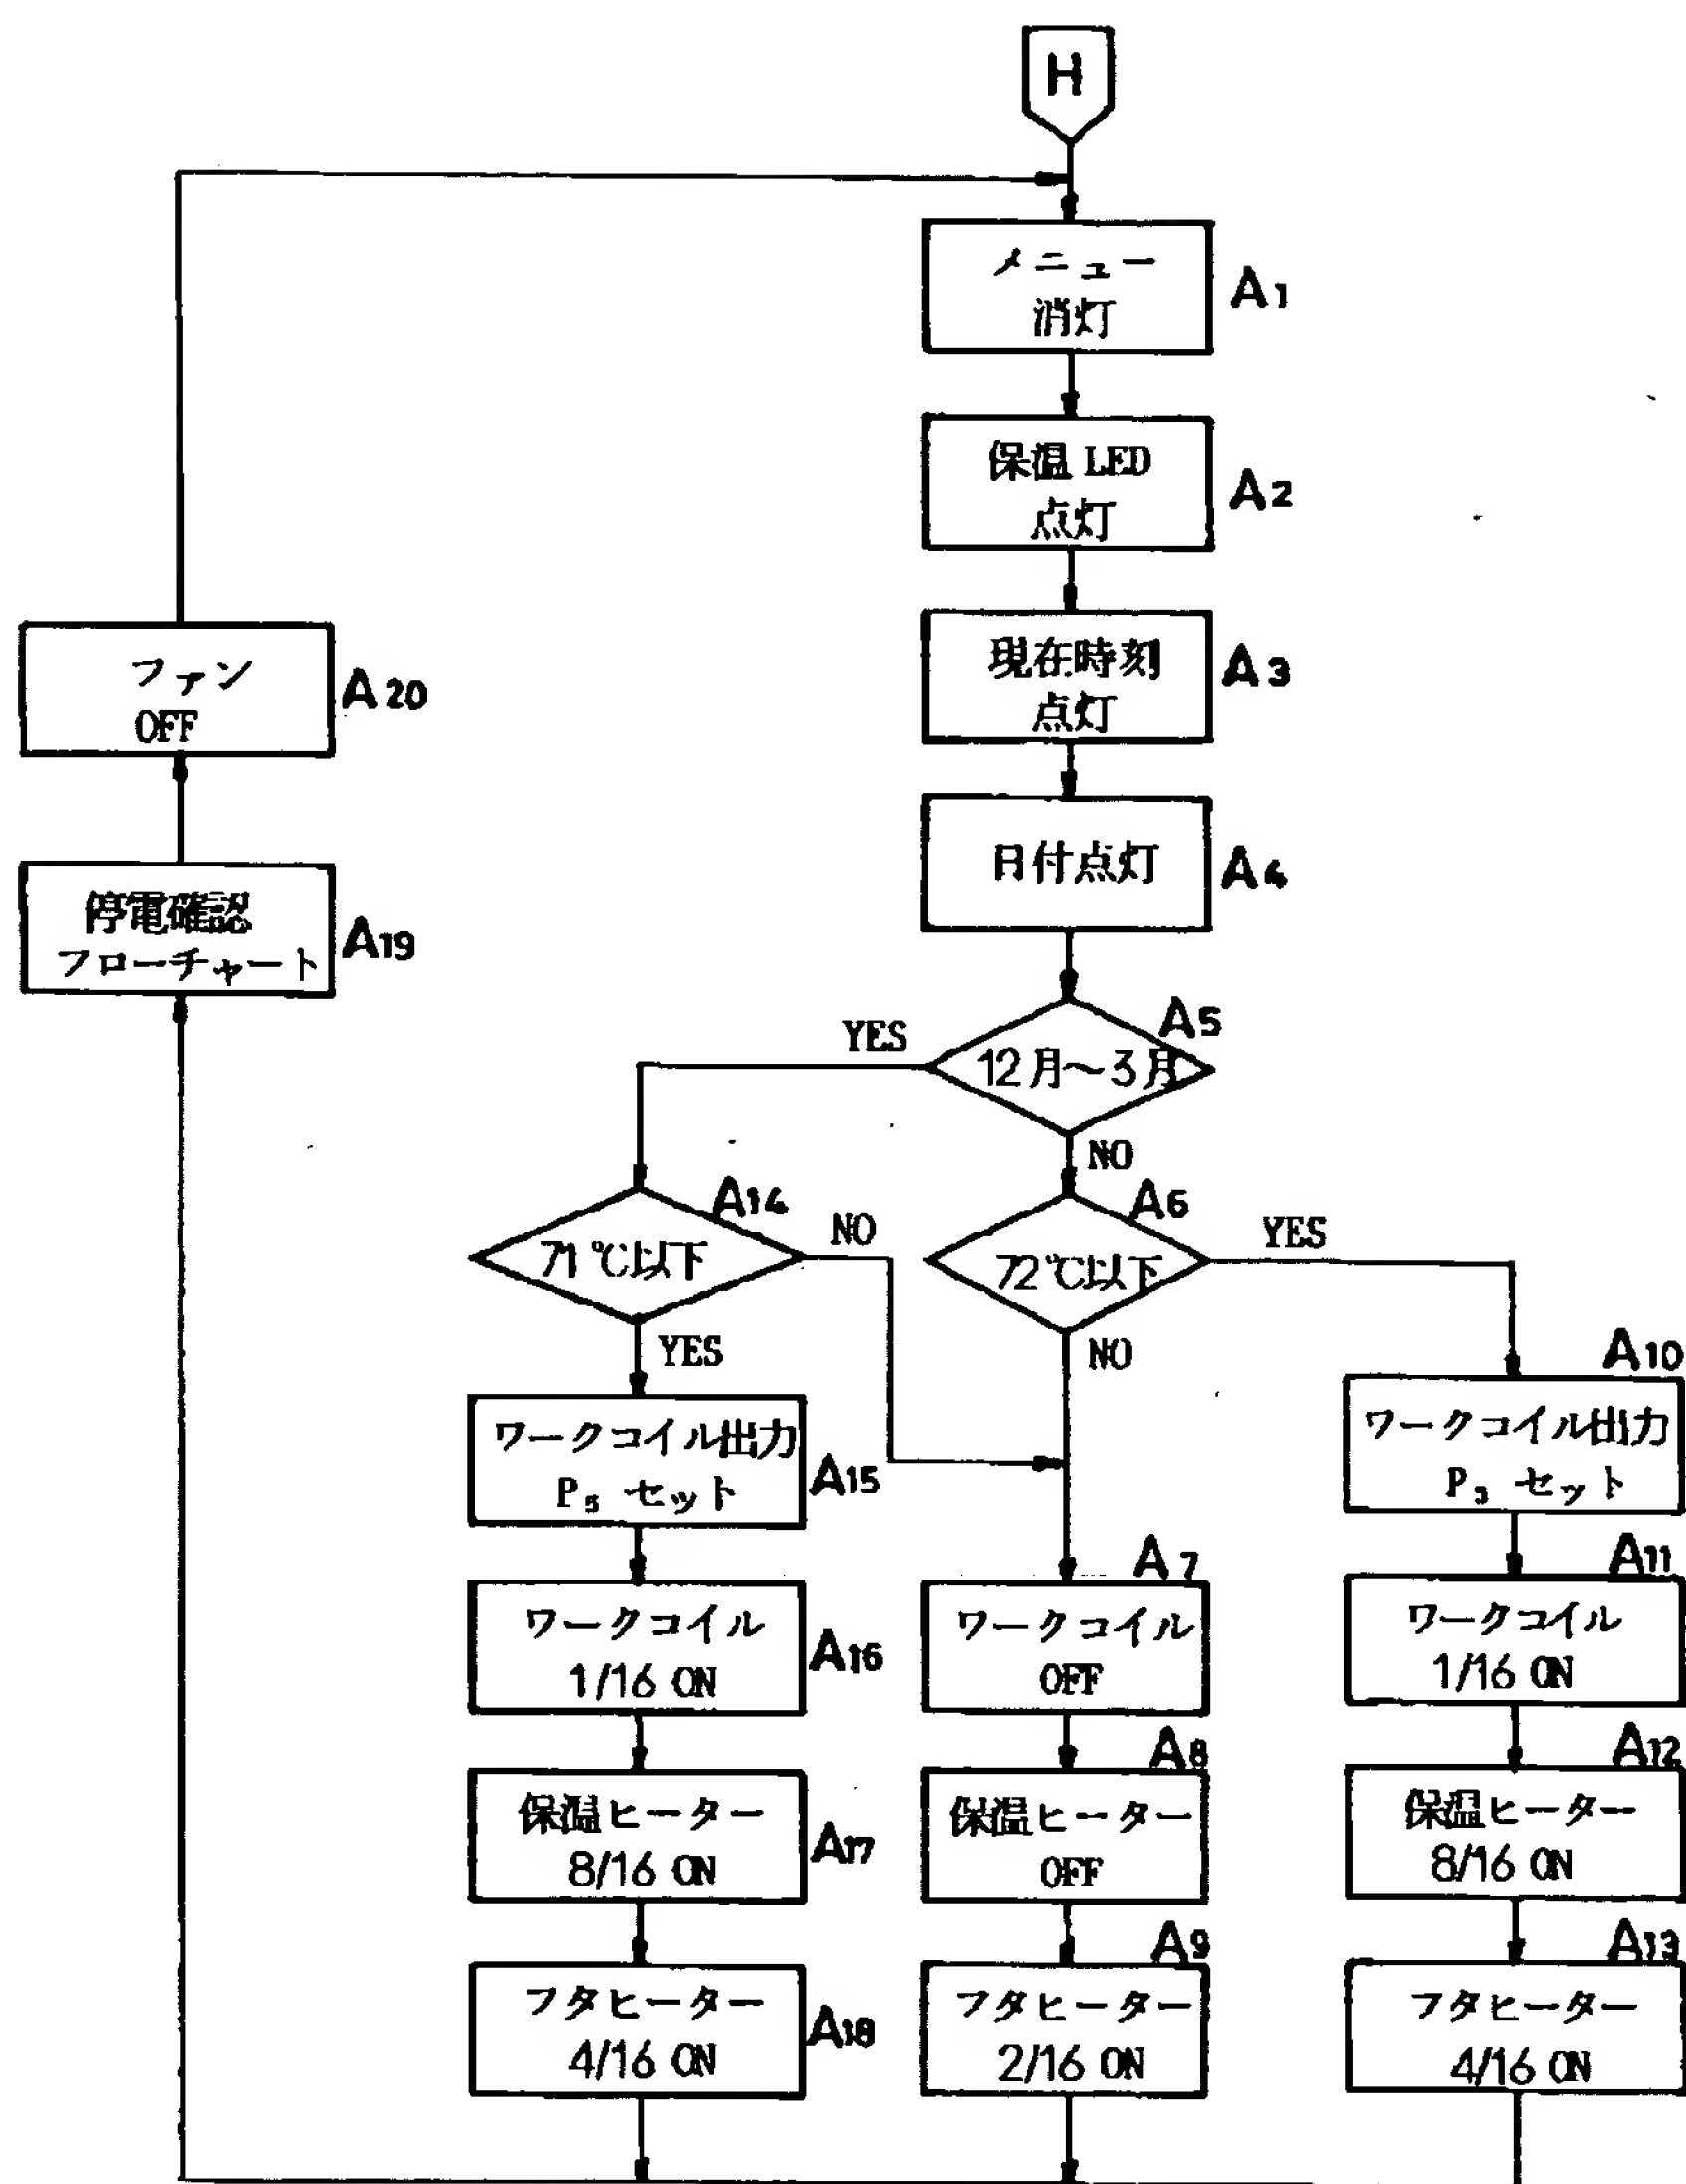 H
メニュー
消灯
A1
保温 LED
点灯
A2
現在時刻
点灯
A3
日付点灯
A4
ファン
OFF
A20
停電確認
フローチャート
A19
12月～3月
A5
YES
NO
71℃以下
A14
NO
YES
72℃以下
A6
YES
NO
ワークコイル出力
P₅ セット
A15
ワークコイル
1/16 ON
A16
保温ヒーター
8/16 ON
A17
フタヒーター
4/16 ON
A18
A7
ワークコイル
OFF
A8
保温ヒーター
OFF
A9
フタヒーター
2/16 ON
A10
ワークコイル出力
セット
A11
ワークコイル
1/16 ON
A12
保温ヒーター
8/16 ON
A13
フタヒーター
4/16 ON